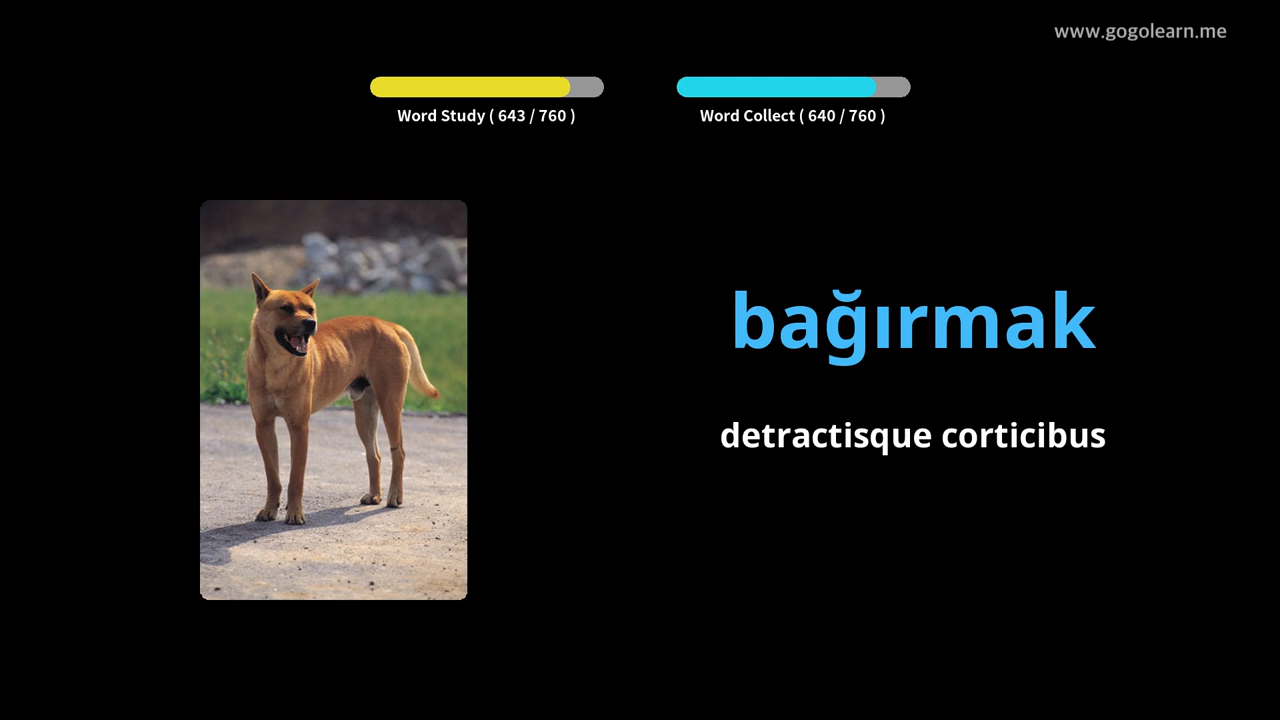 www.gogolearn.me
Word Study ( 643 / 760 )
Word Collect ( 640 / 760 )
bağırmak
detractisque corticibus